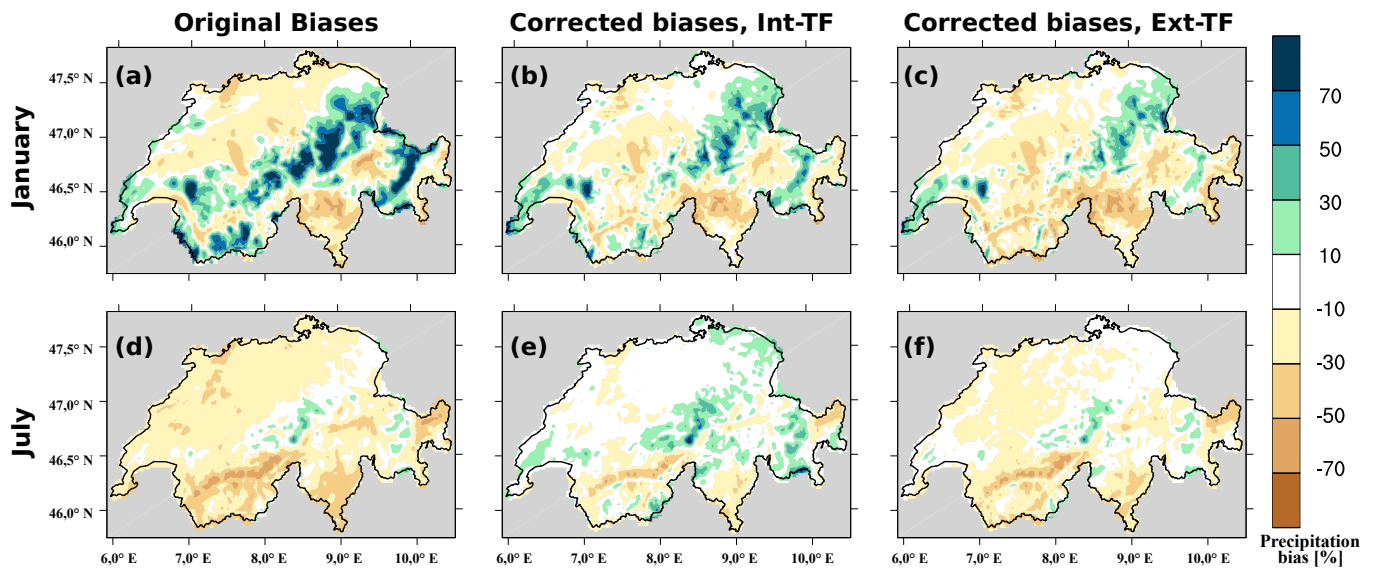 Original Biases
Corrected biases, Int-TF
Corrected biases, Ext-TF
January
(a)
(b)
(c)
47.5° N
47.0° N
46.5° N
46.0° N
July
(d)
(e)
(f)
47.5° N
47.0° N
46.5° N
46,0° N
6,0° E 7,0° E 8,0° E 9,0° E 10,0° E
6,0° E 7,0° E 8,0° E 9,0° E 10,0° E
6,0° E 7,0° E 8,0° E 9,0° E 10,0° E
70
50
30
10
-10
-30
-50
-70
Precipitation
bias [%]